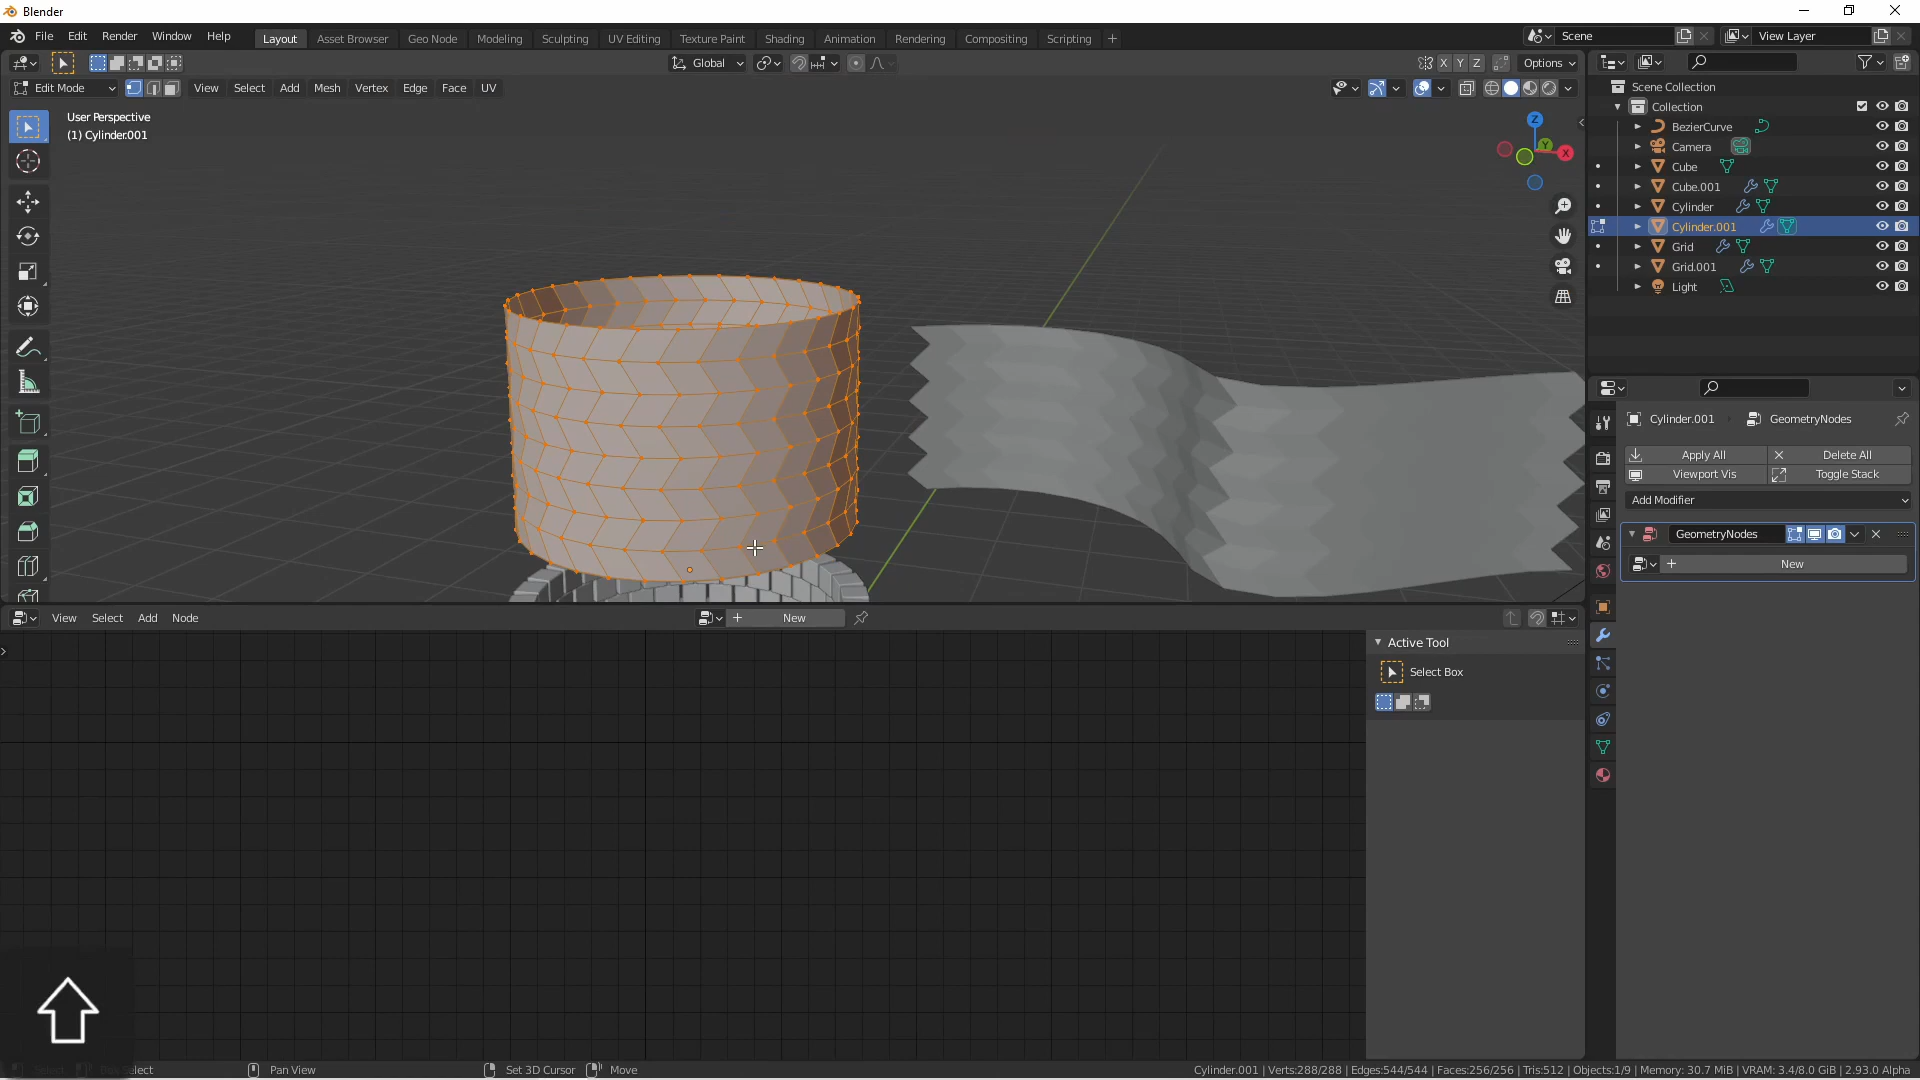 Blender
File Edit Render Window Help Layout Asset Browser Geo Node Modeling Sculpting UV Editing Texture Paint Shading Animation Rendering Compositing Scripting + Scene View Layer
Global X Y Z Options
Edit Mode View Select Add Mesh Vertex Edge Face UV
User Perspective
(1) Cylinder.001
Z
Y
X
Scene Collection
Collection
BezierCurve
Camera
Cube
Cube.001
Cylinder
Cylinder.001
Grid
Grid.001
Light
Cylinder.001 GeometryNodes
Apply All Delete All
Viewport Vis Toggle Stack
Add Modifier
GeometryNodes
New
View Select Add Node New
Active Tool
Select Box
Select Box Select Pan View Set 3D Cursor Move Cylinder.001 | Verts:288/288 | Edges:544/544 | Faces:256/256 | Tris:512 | Objects:1/9 | Memory: 30.7 MiB | VRAM: 3.4/8.0 GiB | 2.93.0 Alpha